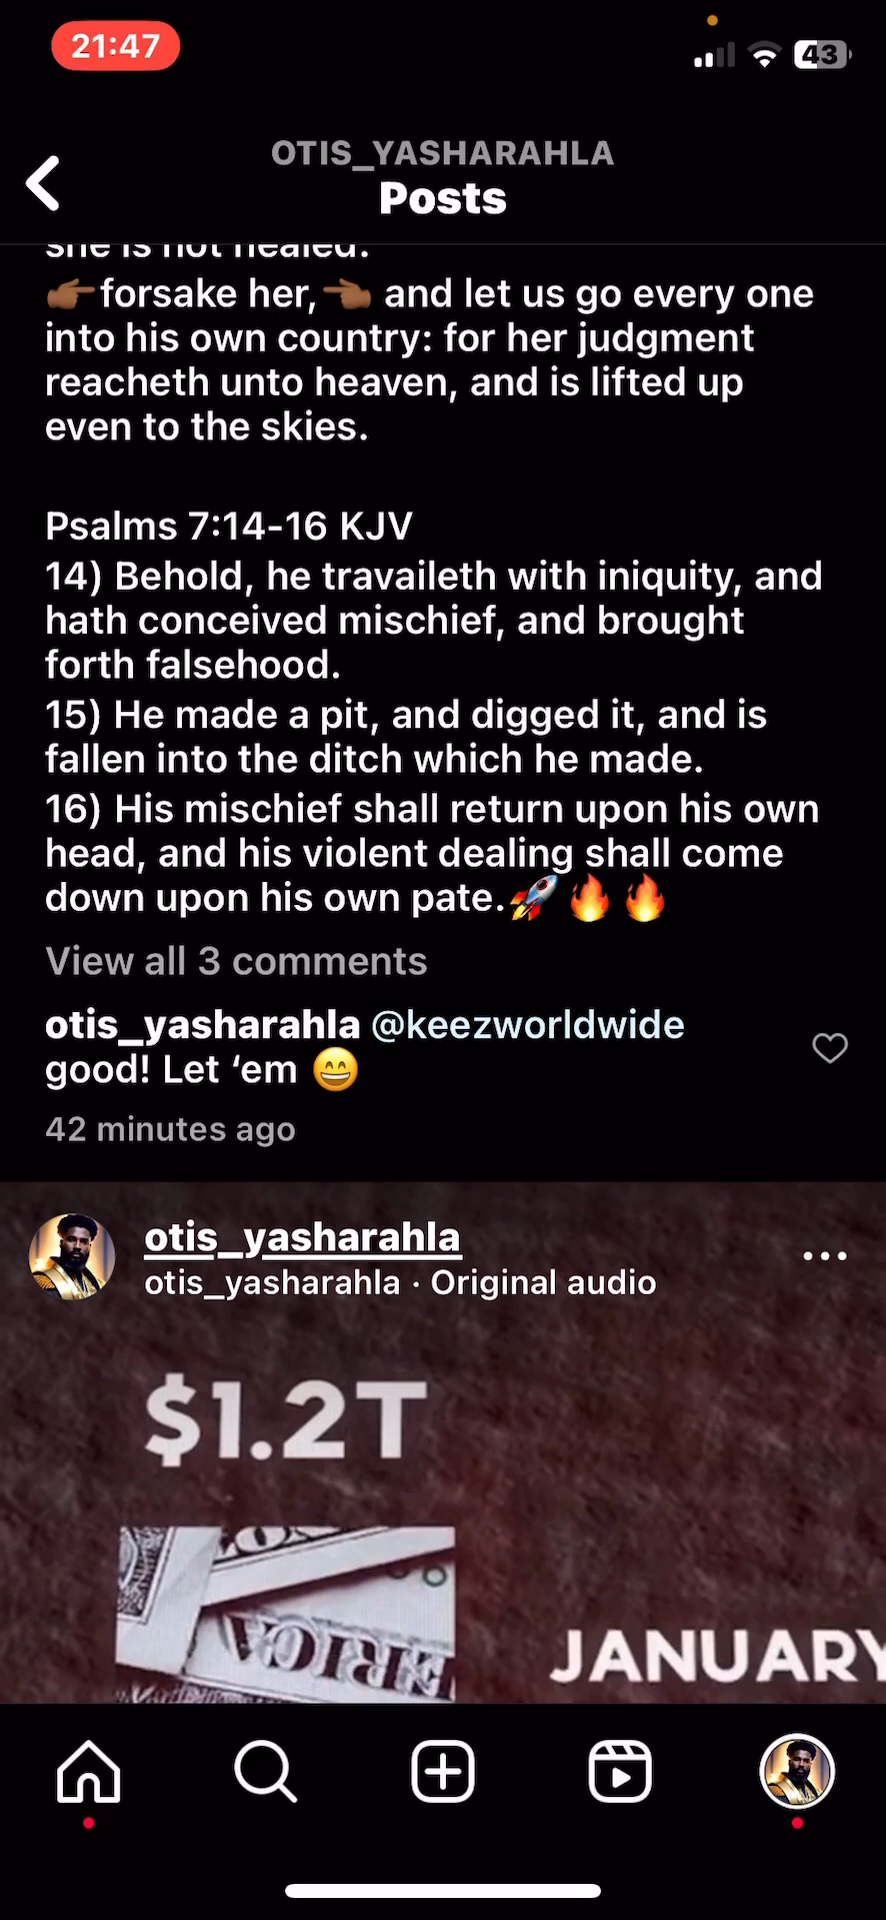 21:47
43
OTIS_YASHARAHLA
Posts
she is not healed:
👉🏾forsake her,👈🏾 and let us go every one
into his own country: for her judgment
reacheth unto heaven, and is lifted up
even to the skies.
Psalms 7:14-16 KJV
14) Behold, he travaileth with iniquity, and
hath conceived mischief, and brought
forth falsehood.
15) He made a pit, and digged it, and is
fallen into the ditch which he made.
16) His mischief shall return upon his own
head, and his violent dealing shall come
down upon his own pate.🚀🔥🔥
View all 3 comments
otis_yasharahla @keezworldwide
good! Let ‘em 😄
42 minutes ago
otis_yasharahla
otis_yasharahla · Original audio
$1.2T
JANUARY